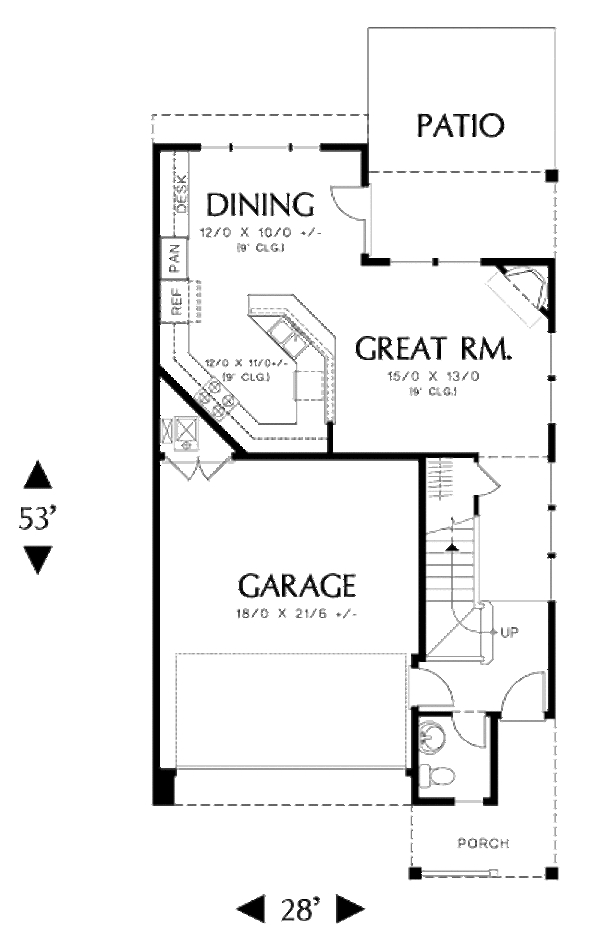 PATIO
DINING
12/0 X 10/0 +/-
(9' CLG.)
DESK
PAN
REF
GREAT RM.
15/0 X 13/0
(9' CLG.)
12/0 X 11/0+/-
(9' CLG.)
53'
GARAGE
18/0 X 21/6 +/-
UP
PORCH
28'